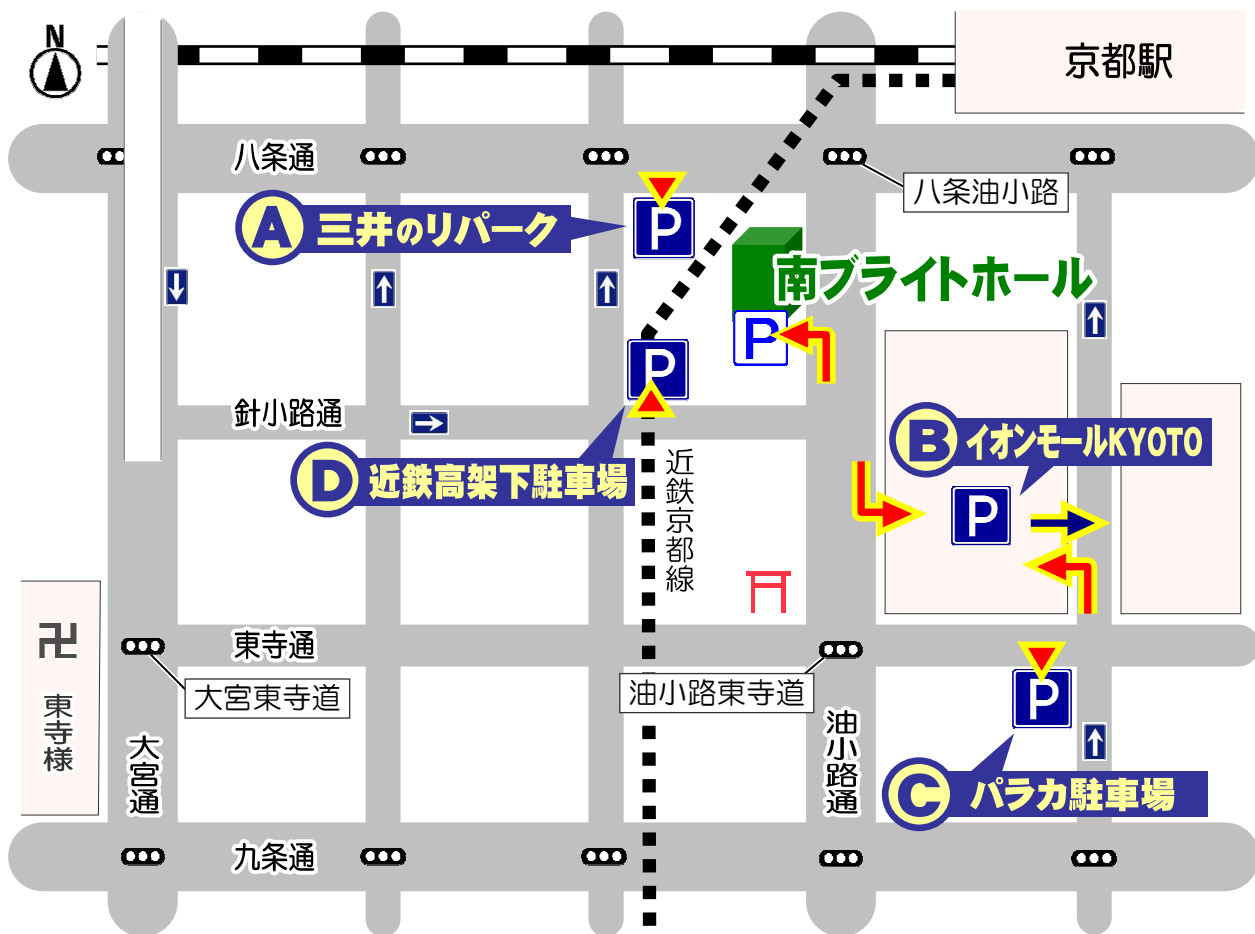 N
京都駅
八条通
八条油小路
A 三井のリパーク
P
南ブライトホール
P
P
針小路通
B イオンモールKYOTO
D 近鉄高架下駐車場
近鉄京都線
P
卍
東寺様
東寺通
大宮東寺道
油小路東寺道
P
大宮通
油小路通
C パラカ駐車場
九条通